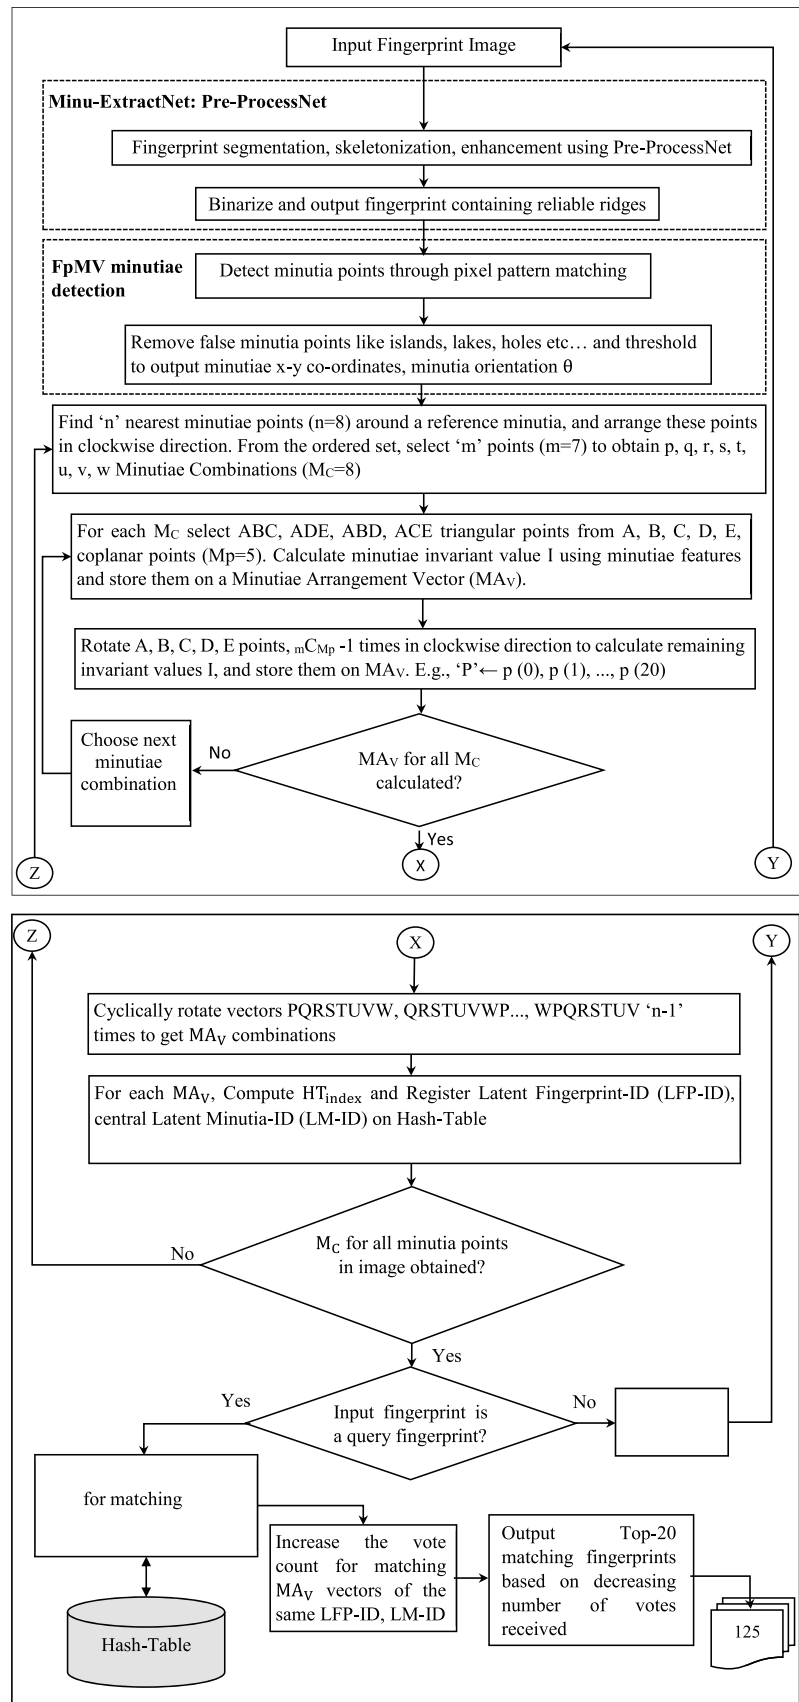 Input Fingerprint Image
Minu-ExtractNet: Pre-ProcessNet
Fingerprint segmentation, skeletonization, enhancement using Pre-ProcessNet
Binarize and output fingerprint containing reliable ridges
FpMV minutiae
detection
Detect minutia points through pixel pattern matching
Remove false minutia points like islands, lakes, holes etc… and threshold
to output minutiae x-y co-ordinates, minutia orientation θ
Find ‘n’ nearest minutiae points (n=8) around a reference minutia, and arrange these points
in clockwise direction. From the ordered set, select ‘m’ points (m=7) to obtain p, q, r, s, t,
u, v, w Minutiae Combinations (MC=8)
For each MC select ABC, ADE, ABD, ACE triangular points from A, B, C, D, E,
coplanar points (Mp=5). Calculate minutiae invariant value I using minutiae features
and store them on a Minutiae Arrangement Vector (MAV).
Rotate A, B, C, D, E points, mCMp -1 times in clockwise direction to calculate remaining
invariant values I, and store them on MAV. E.g., ‘P’← p (0), p (1), ..., p (20)
Choose next
minutiae
combination
No
MAV for all MC
calculated?
Yes
Z
X
Y
Z
X
Y
Cyclically rotate vectors PQRSTUVW, QRSTUVWP..., WPQRSTUV ‘n-1’
times to get MAV combinations
For each MAV, Compute HTindex and Register Latent Fingerprint-ID (LFP-ID),
central Latent Minutia-ID (LM-ID) on Hash-Table
No
MC for all minutia points
in image obtained?
Yes
Yes
Input fingerprint is
a query fingerprint?
No
for matching
Increase the vote
count for matching
MAV vectors of the
same LFP-ID, LM-ID
Output Top-20
matching fingerprints
based on decreasing
number of votes
received
125
Hash-Table